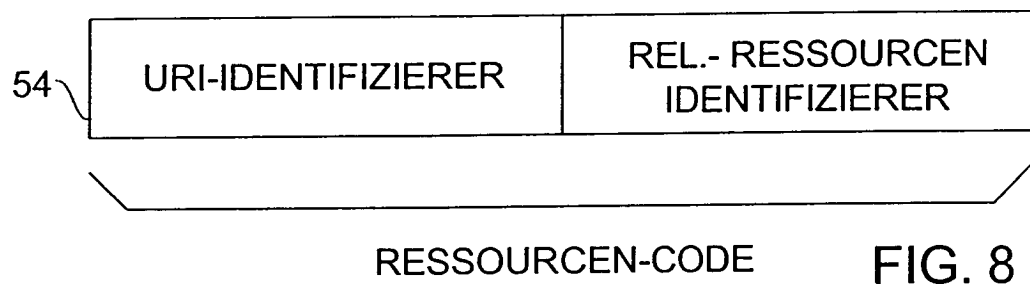 54
URI-IDENTIFIZIERER
REL.- RESSOURCEN
IDENTIFIZIERER
RESSOURCEN-CODE
FIG. 8